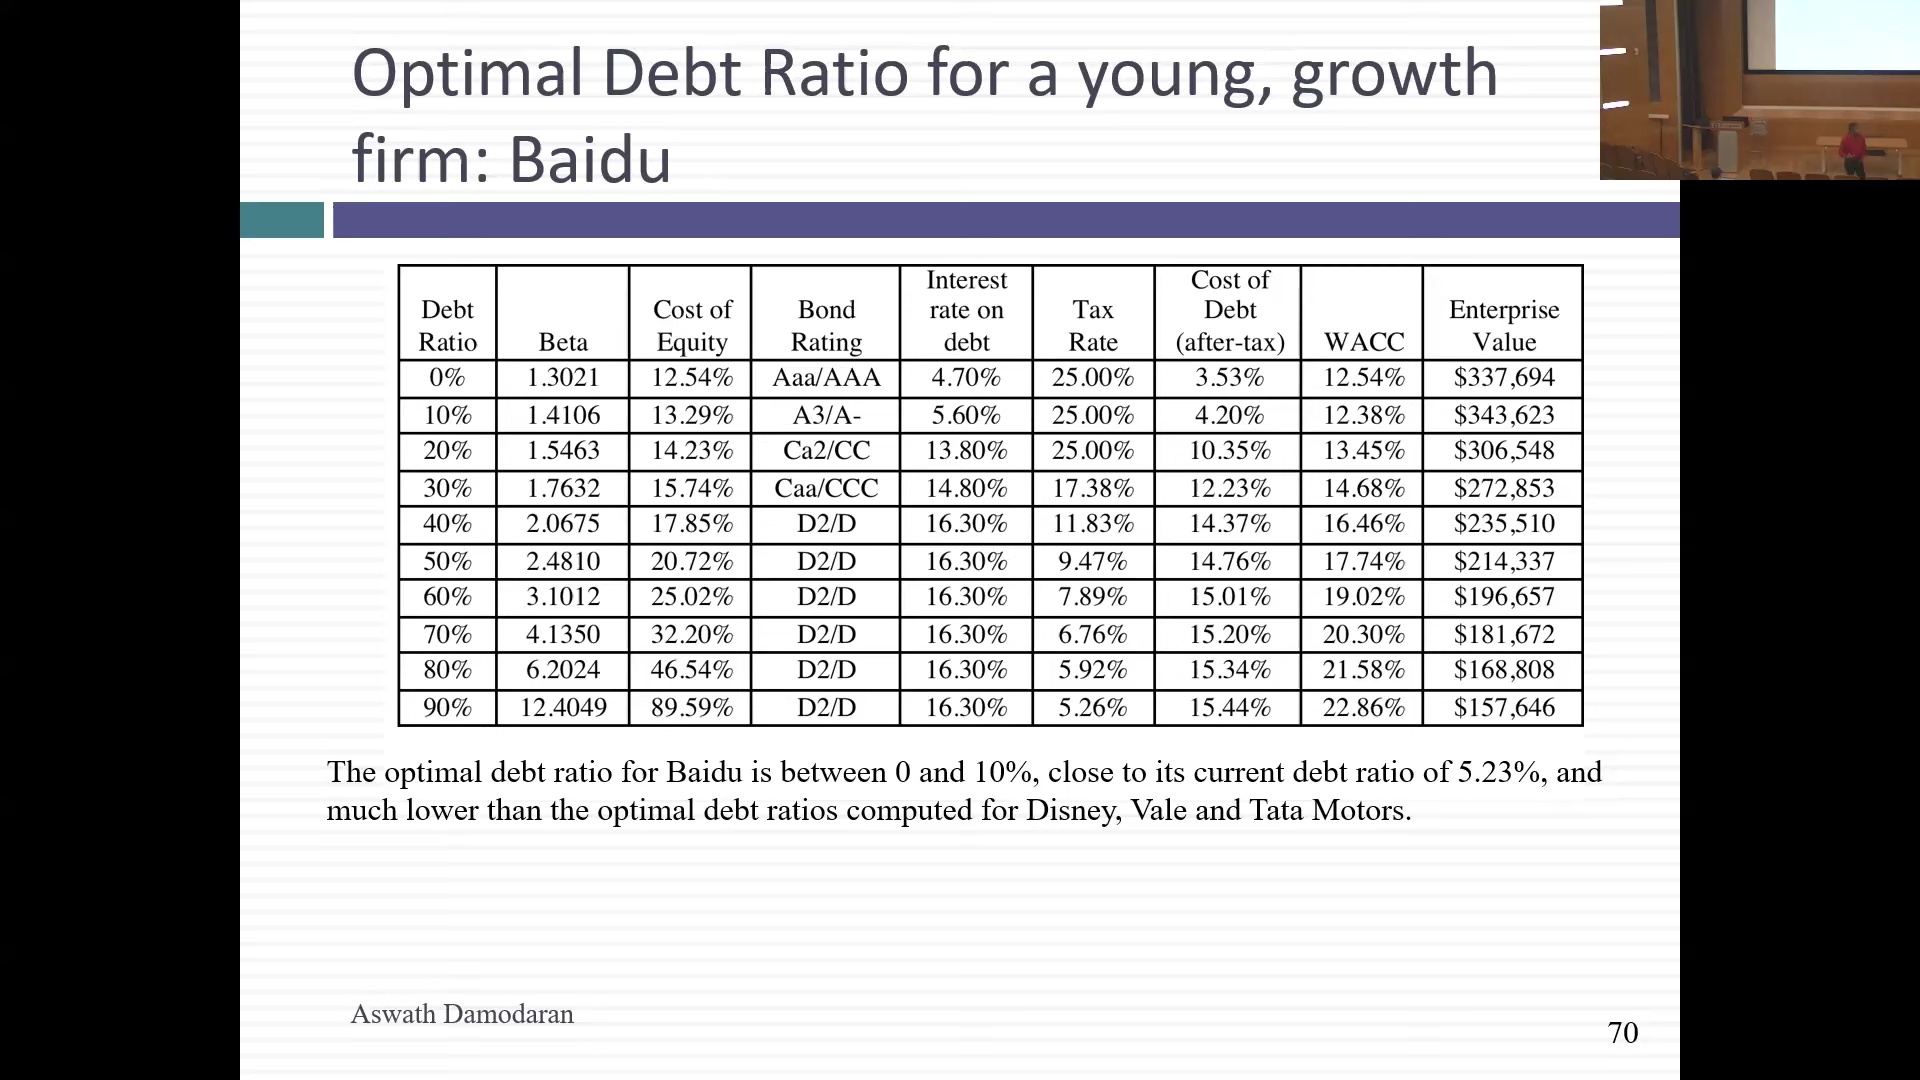 Optimal Debt Ratio for a young, growth
firm: Baidu
Debt Ratio Beta Cost of Equity Bond Rating Interest rate on debt Tax Rate Cost of Debt (after-tax) WACC Enterprise Value
0% 1.3021 12.54% Aaa/AAA 4.70% 25.00% 3.53% 12.54% $337,694
10% 1.4106 13.29% A3/A- 5.60% 25.00% 4.20% 12.38% $343,623
20% 1.5463 14.23% Ca2/CC 13.80% 25.00% 10.35% 13.45% $306,548
30% 1.7632 15.74% Caa/CCC 14.80% 17.38% 12.23% 14.68% $272,853
40% 2.0675 17.85% D2/D 16.30% 11.83% 14.37% 16.46% $235,510
50% 2.4810 20.72% D2/D 16.30% 9.47% 14.76% 17.74% $214,337
60% 3.1012 25.02% D2/D 16.30% 7.89% 15.01% 19.02% $196,657
70% 4.1350 32.20% D2/D 16.30% 6.76% 15.20% 20.30% $181,672
80% 6.2024 46.54% D2/D 16.30% 5.92% 15.34% 21.58% $168,808
90% 12.4049 89.59% D2/D 16.30% 5.26% 15.44% 22.86% $157,646
The optimal debt ratio for Baidu is between 0 and 10%, close to its current debt ratio of 5.23%, and
much lower than the optimal debt ratios computed for Disney, Vale and Tata Motors.
Aswath Damodaran
70